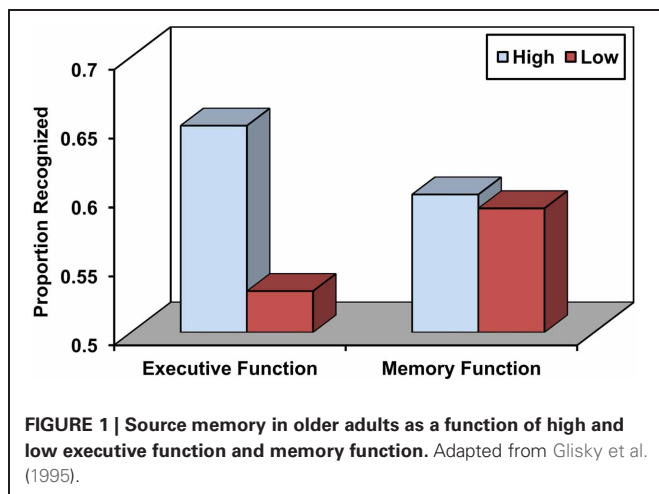 High Low
0.7
0.65
0.6
0.55
0.5
Proportion Recognized
Executive Function Memory Function
FIGURE 1 | Source memory in older adults as a function of high and
low executive function and memory function. Adapted from Glisky et al.
(1995).